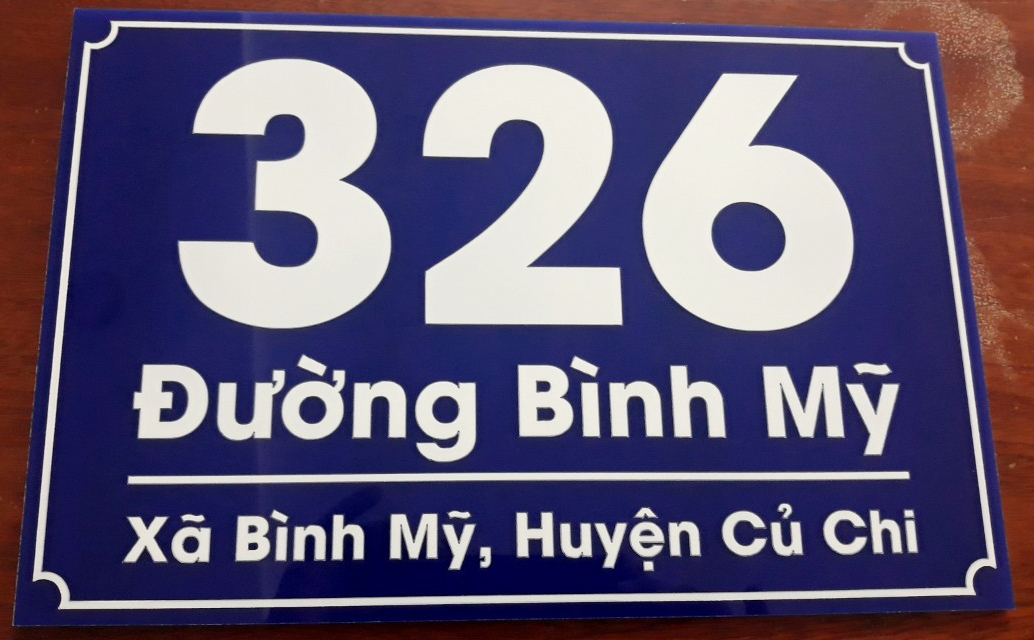 326
Đường Bình Mỹ
Xã Bình Mỹ, Huyện Củ Chi